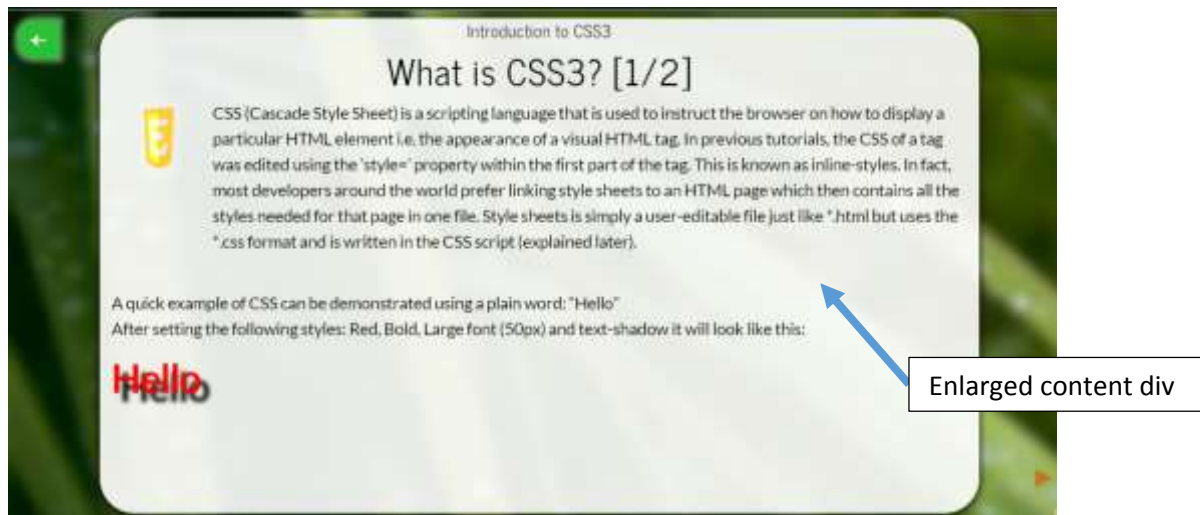 Introduction to CSS3
What is CSS3? [1/2]
CSS (Cascade Style Sheet) is a scripting language that is used to instruct the browser on how to display a
particular HTML element i.e. the appearance of a visual HTML tag. In previous tutorials, the CSS of a tag
was edited using the 'style=' property within the first part of the tag. This is known as inline-styles. In fact,
most developers around the world prefer linking style sheets to an HTML page which then contains all the
styles needed for that page in one file. Style sheets is simply a user-editable file just like *.html but uses the
*.css format and is written in the CSS script (explained later).
A quick example of CSS can be demonstrated using a plain word: "Hello"
After setting the following styles: Red, Bold, Large font (50px) and text-shadow it will look like this:
Hello
Enlarged content div